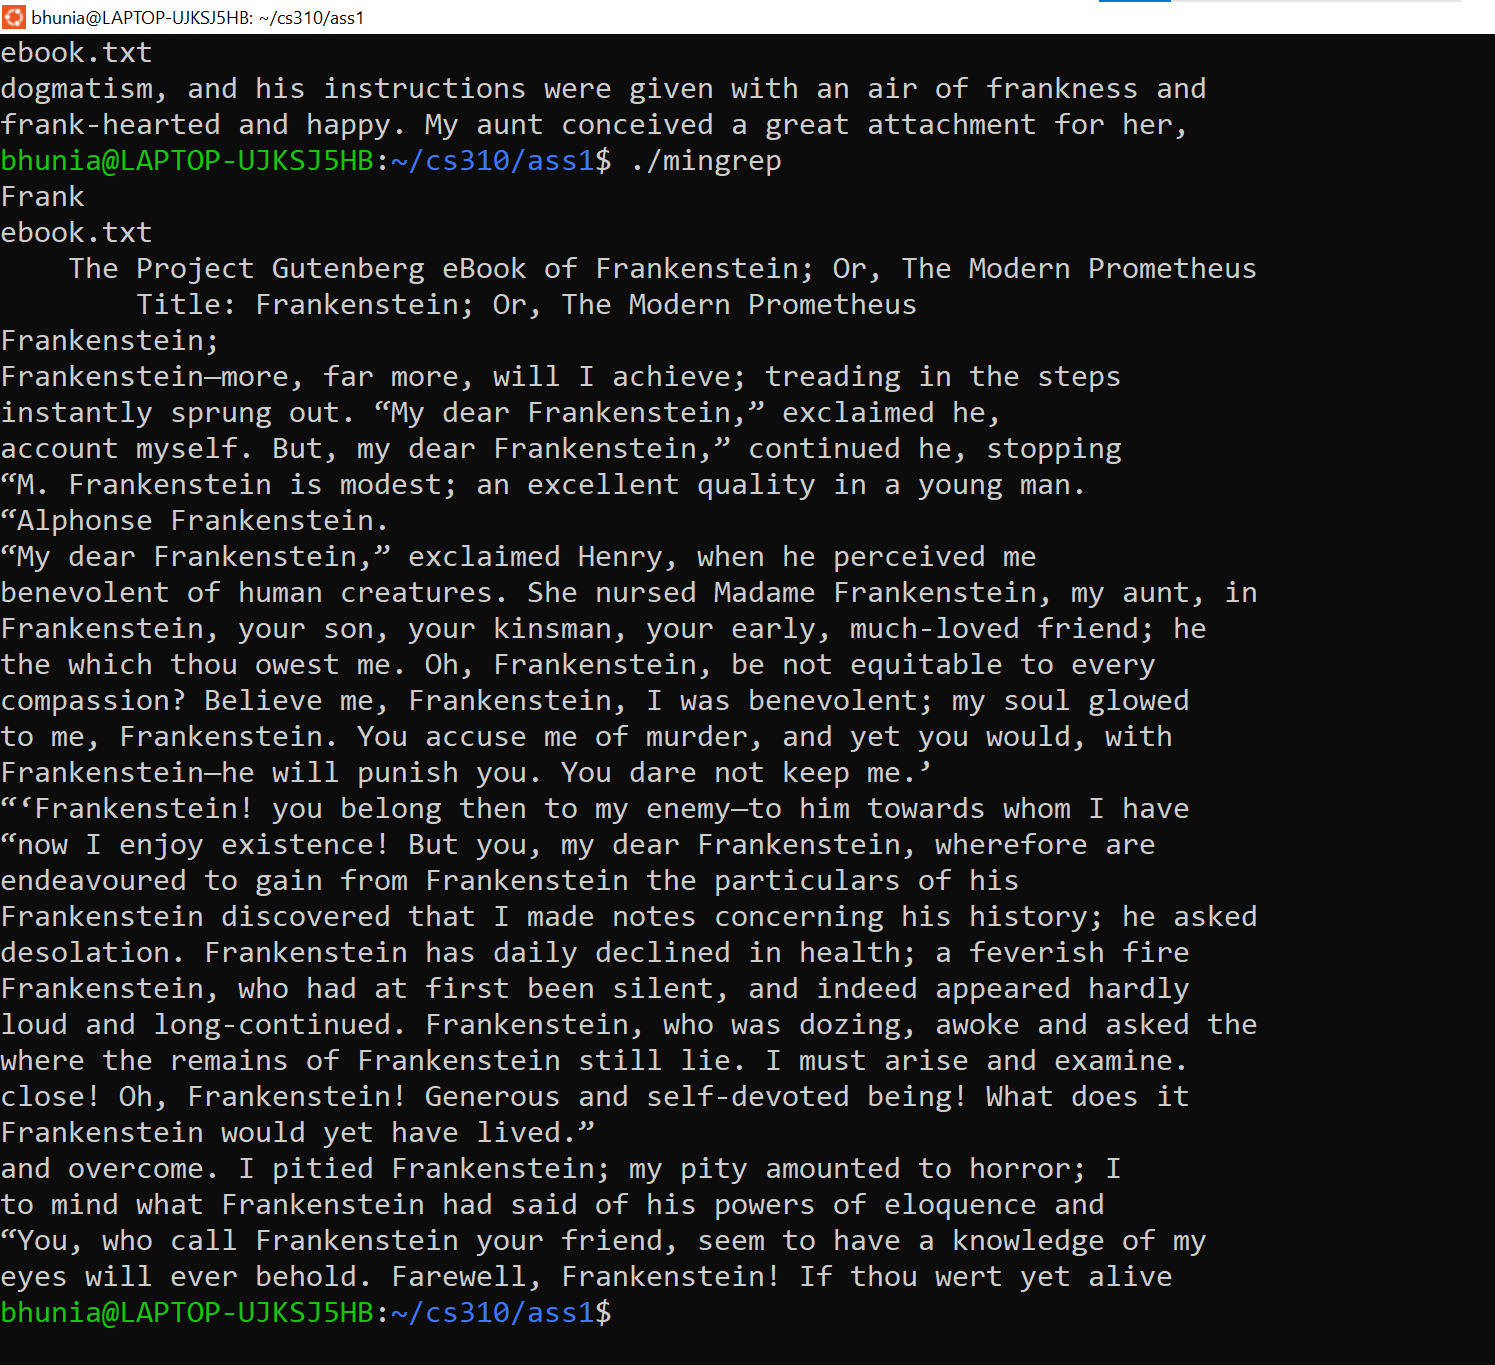 bhunia@LAPTOP-UJKSJ5HB: ~/cs310/ass1
ebook.txt
dogmatism, and his instructions were given with an air of frankness and
frank-hearted and happy. My aunt conceived a great attachment for her,
bhunia@LAPTOP-UJKSJ5HB:~/cs310/ass1$ ./mingrep
Frank
ebook.txt
    The Project Gutenberg eBook of Frankenstein; Or, The Modern Prometheus
        Title: Frankenstein; Or, The Modern Prometheus
Frankenstein;
Frankenstein—more, far more, will I achieve; treading in the steps
instantly sprung out. “My dear Frankenstein,” exclaimed he,
account myself. But, my dear Frankenstein,” continued he, stopping
“M. Frankenstein is modest; an excellent quality in a young man.
“Alphonse Frankenstein.
“My dear Frankenstein,” exclaimed Henry, when he perceived me
benevolent of human creatures. She nursed Madame Frankenstein, my aunt, in
Frankenstein, your son, your kinsman, your early, much-loved friend; he
the which thou owest me. Oh, Frankenstein, be not equitable to every
compassion? Believe me, Frankenstein, I was benevolent; my soul glowed
to me, Frankenstein. You accuse me of murder, and yet you would, with
Frankenstein—he will punish you. You dare not keep me.’
“‘Frankenstein! you belong then to my enemy—to him towards whom I have
“now I enjoy existence! But you, my dear Frankenstein, wherefore are
endeavoured to gain from Frankenstein the particulars of his
Frankenstein discovered that I made notes concerning his history; he asked
desolation. Frankenstein has daily declined in health; a feverish fire
Frankenstein, who had at first been silent, and indeed appeared hardly
loud and long-continued. Frankenstein, who was dozing, awoke and asked the
where the remains of Frankenstein still lie. I must arise and examine.
close! Oh, Frankenstein! Generous and self-devoted being! What does it
Frankenstein would yet have lived.”
and overcome. I pitied Frankenstein; my pity amounted to horror; I
to mind what Frankenstein had said of his powers of eloquence and
“You, who call Frankenstein your friend, seem to have a knowledge of my
eyes will ever behold. Farewell, Frankenstein! If thou wert yet alive
bhunia@LAPTOP-UJKSJ5HB:~/cs310/ass1$